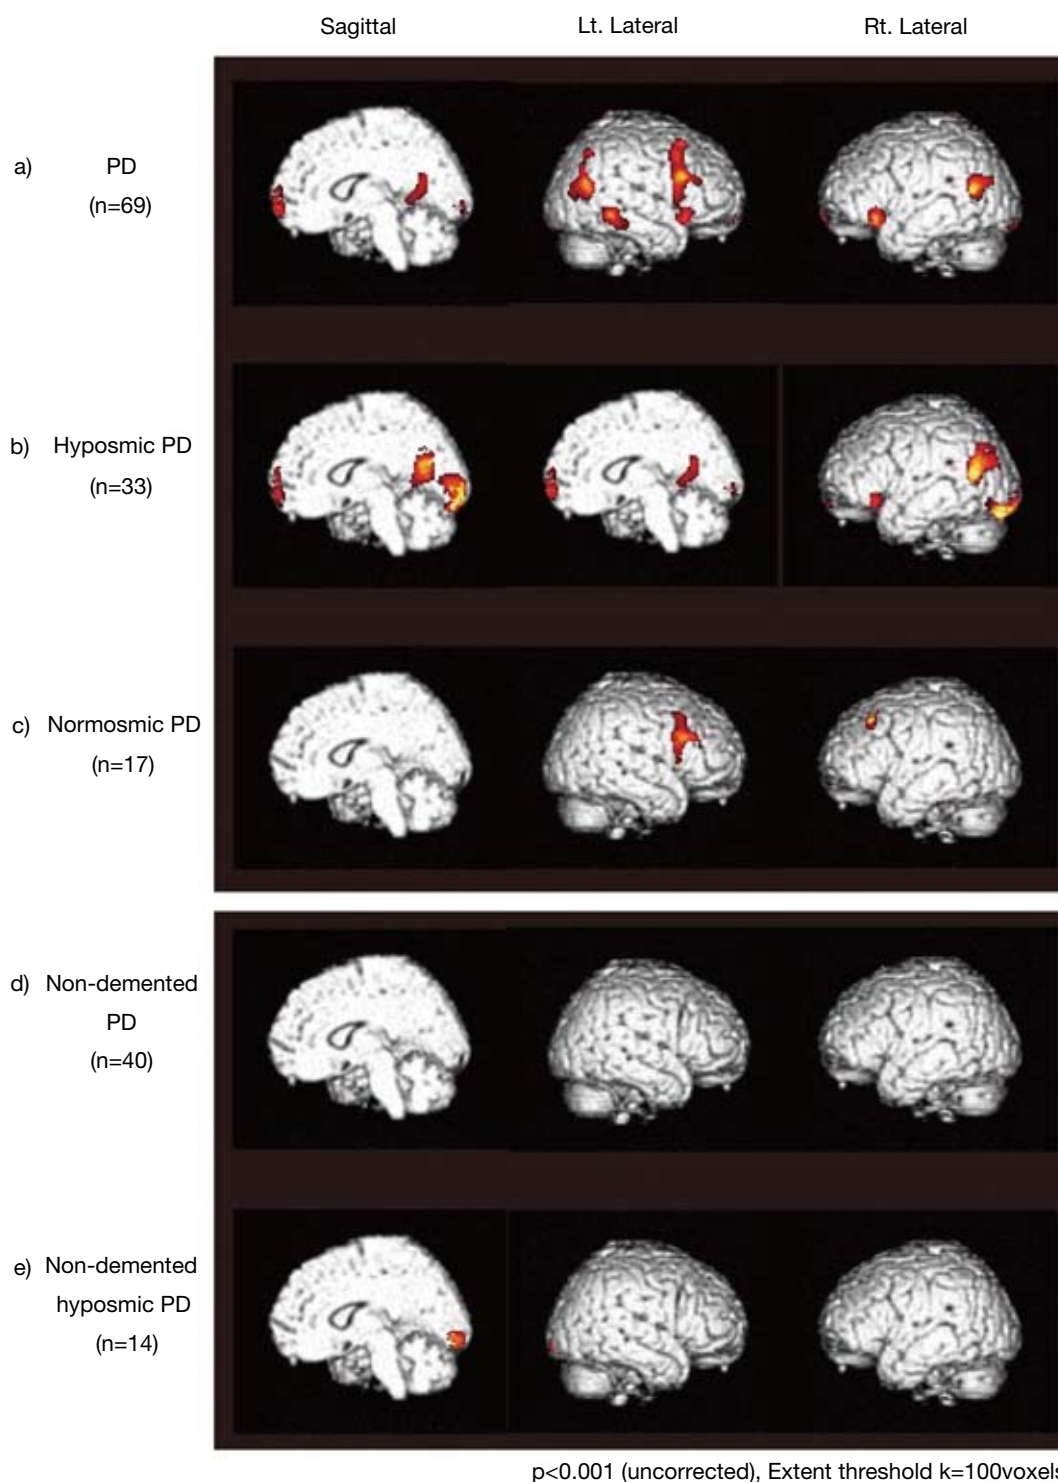 Sagittal Lt. Lateral Rt. Lateral
a) PD
(n=69)
b) Hyposmic PD
(n=33)
c) Normosmic PD
(n=17)
d) Non-demented
PD
(n=40)
e) Non-demented
hyposmic PD
(n=14)
p<0.001 (uncorrected), Extent threshold k=100voxels